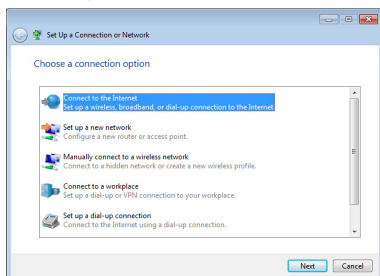 Set Up a Connection or Network
Choose a connection option
Connect to the Internet
Set up a wireless, broadband, or dial-up connection to the Internet.
Set up a new network
Configure a new router or access point.
Manually connect to a wireless network
Connect to a hidden network or create a new wireless profile.
Connect to a workplace
Set up a dial-up or VPN connection to your workplace.
Set up a dial-up connection
Connect to the Internet using a dial-up connection.
Next Cancel